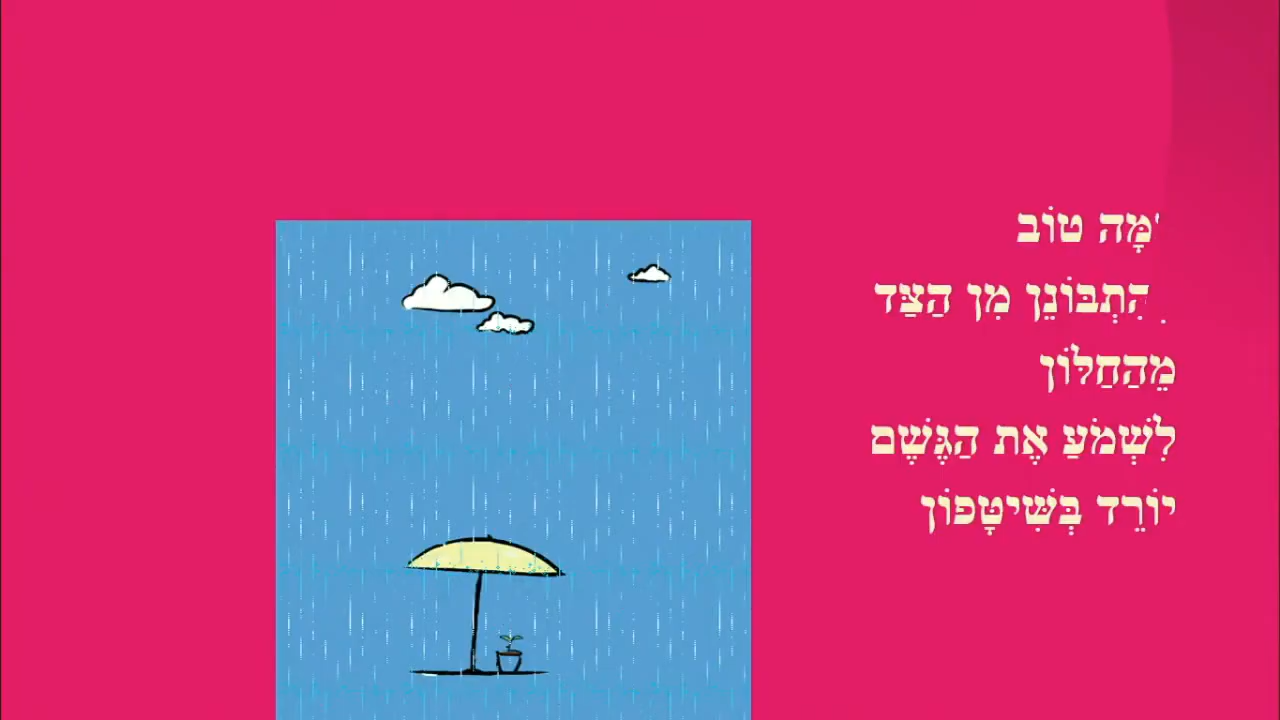 מָּה טוֹב
הִתְבּוֹנֵן מִן הַצַּד
מֵהַחַלּוֹן
לִשְׁמֹעַ אֶת הַגֶּשֶׁם
יוֹרֵד בְּשִׁיטָּפוֹן